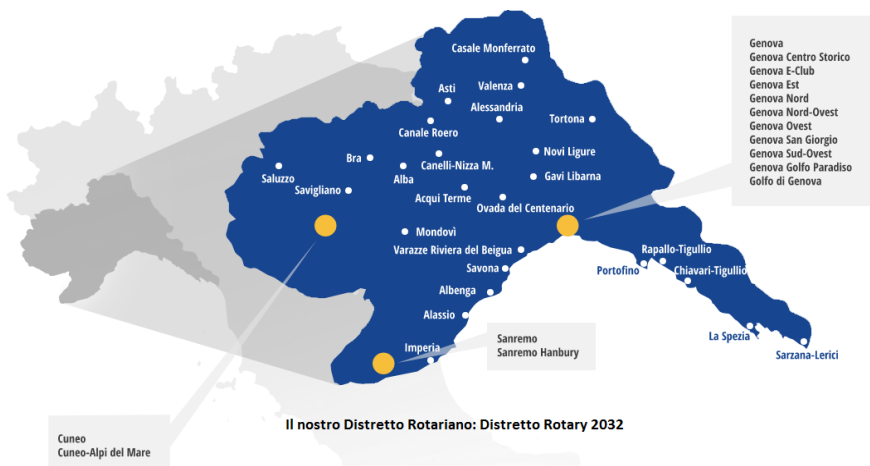 Casale Monferrato
Valenza
Asti
Alessandria
Tortona
Canale Roero
Bra
Canelli-Nizza M.
Novi Ligure
Saluzzo
Alba
Gavi Libarna
Savigliano
Acqui Terme
Ovada del Centenario
Mondovì
Varazze Riviera del Beigua
Savona
Albenga
Alassio
Imperia
Rapallo-Tigullio
Portofino
Chiavari-Tigullio
La Spezia
Sarzana-Lerici
Genova
Genova Centro Storico
Genova E-Club
Genova Est
Genova Nord
Genova Nord-Ovest
Genova Ovest
Genova San Giorgio
Genova Sud-Ovest
Genova Golfo Paradiso
Golfo di Genova
Sanremo
Sanremo Hanbury
Cuneo
Cuneo-Alpi del Mare
Il nostro Distretto Rotariano: Distretto Rotary 2032